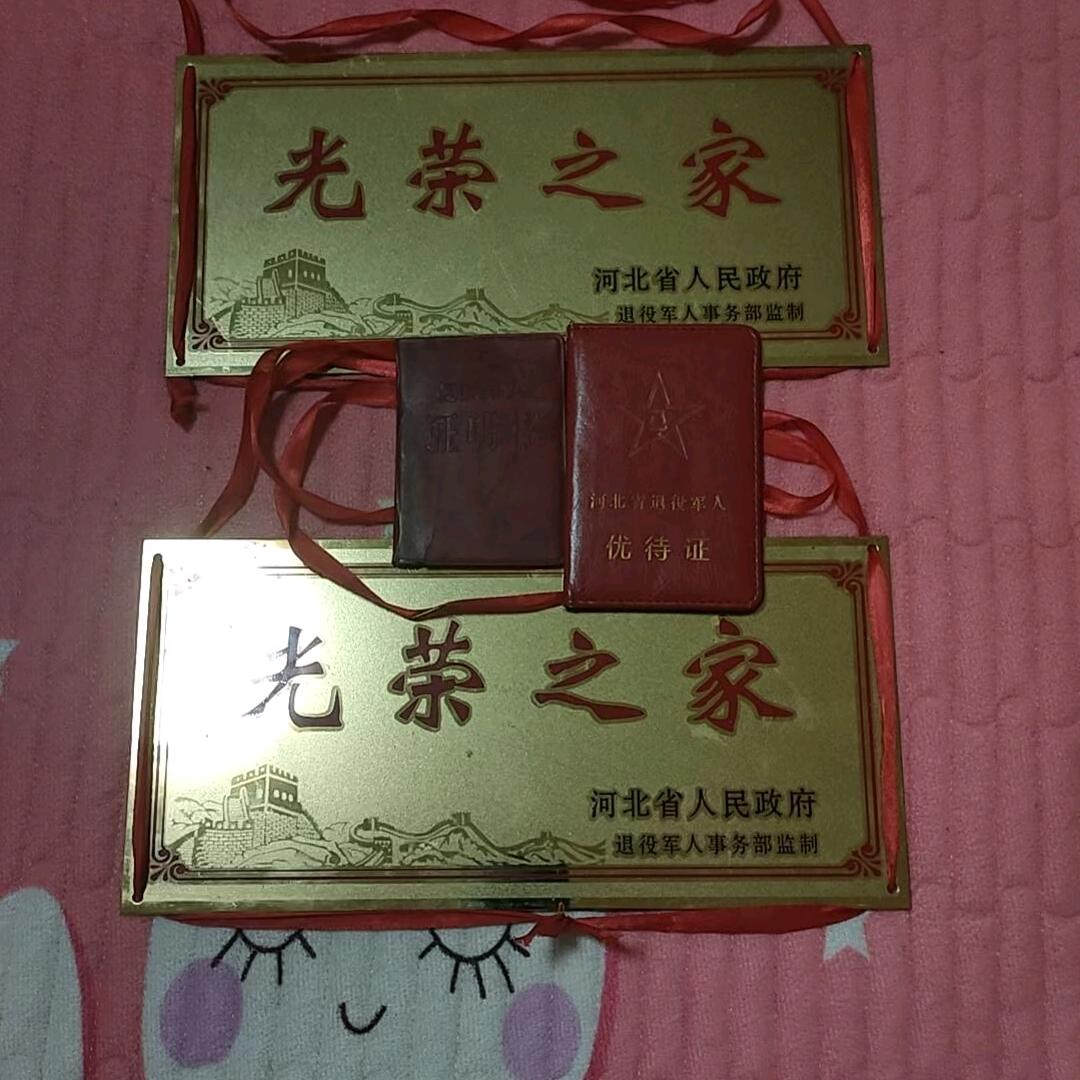 光荣之家
河北省人民政府
退役军人事务部监制
证明书
河北省退役军人
优待证
光荣之家
河北省人民政府
退役军人事务部监制